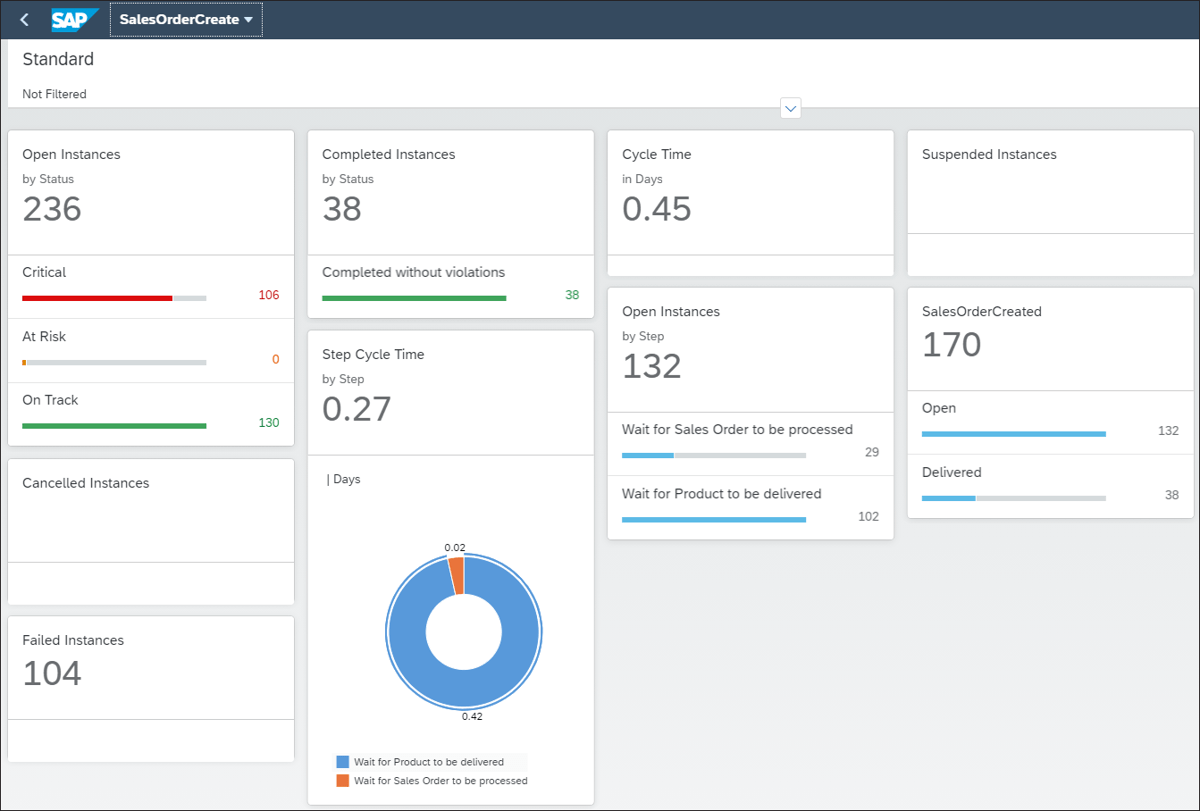 SAP
SalesOrderCreate
Standard
Not Filtered
Open Instances
by Status
236
Critical
106
At Risk
0
On Track
130
Cancelled Instances
Failed Instances
104
Completed Instances
by Status
38
Completed without violations
38
Step Cycle Time
by Step
0.27
| Days
0.02
0.42
Wait for Product to be delivered
Wait for Sales Order to be processed
Cycle Time
in Days
0.45
Open Instances
by Step
132
Wait for Sales Order to be processed
29
Wait for Product to be delivered
102
Suspended Instances
SalesOrderCreated
170
Open
132
Delivered
38